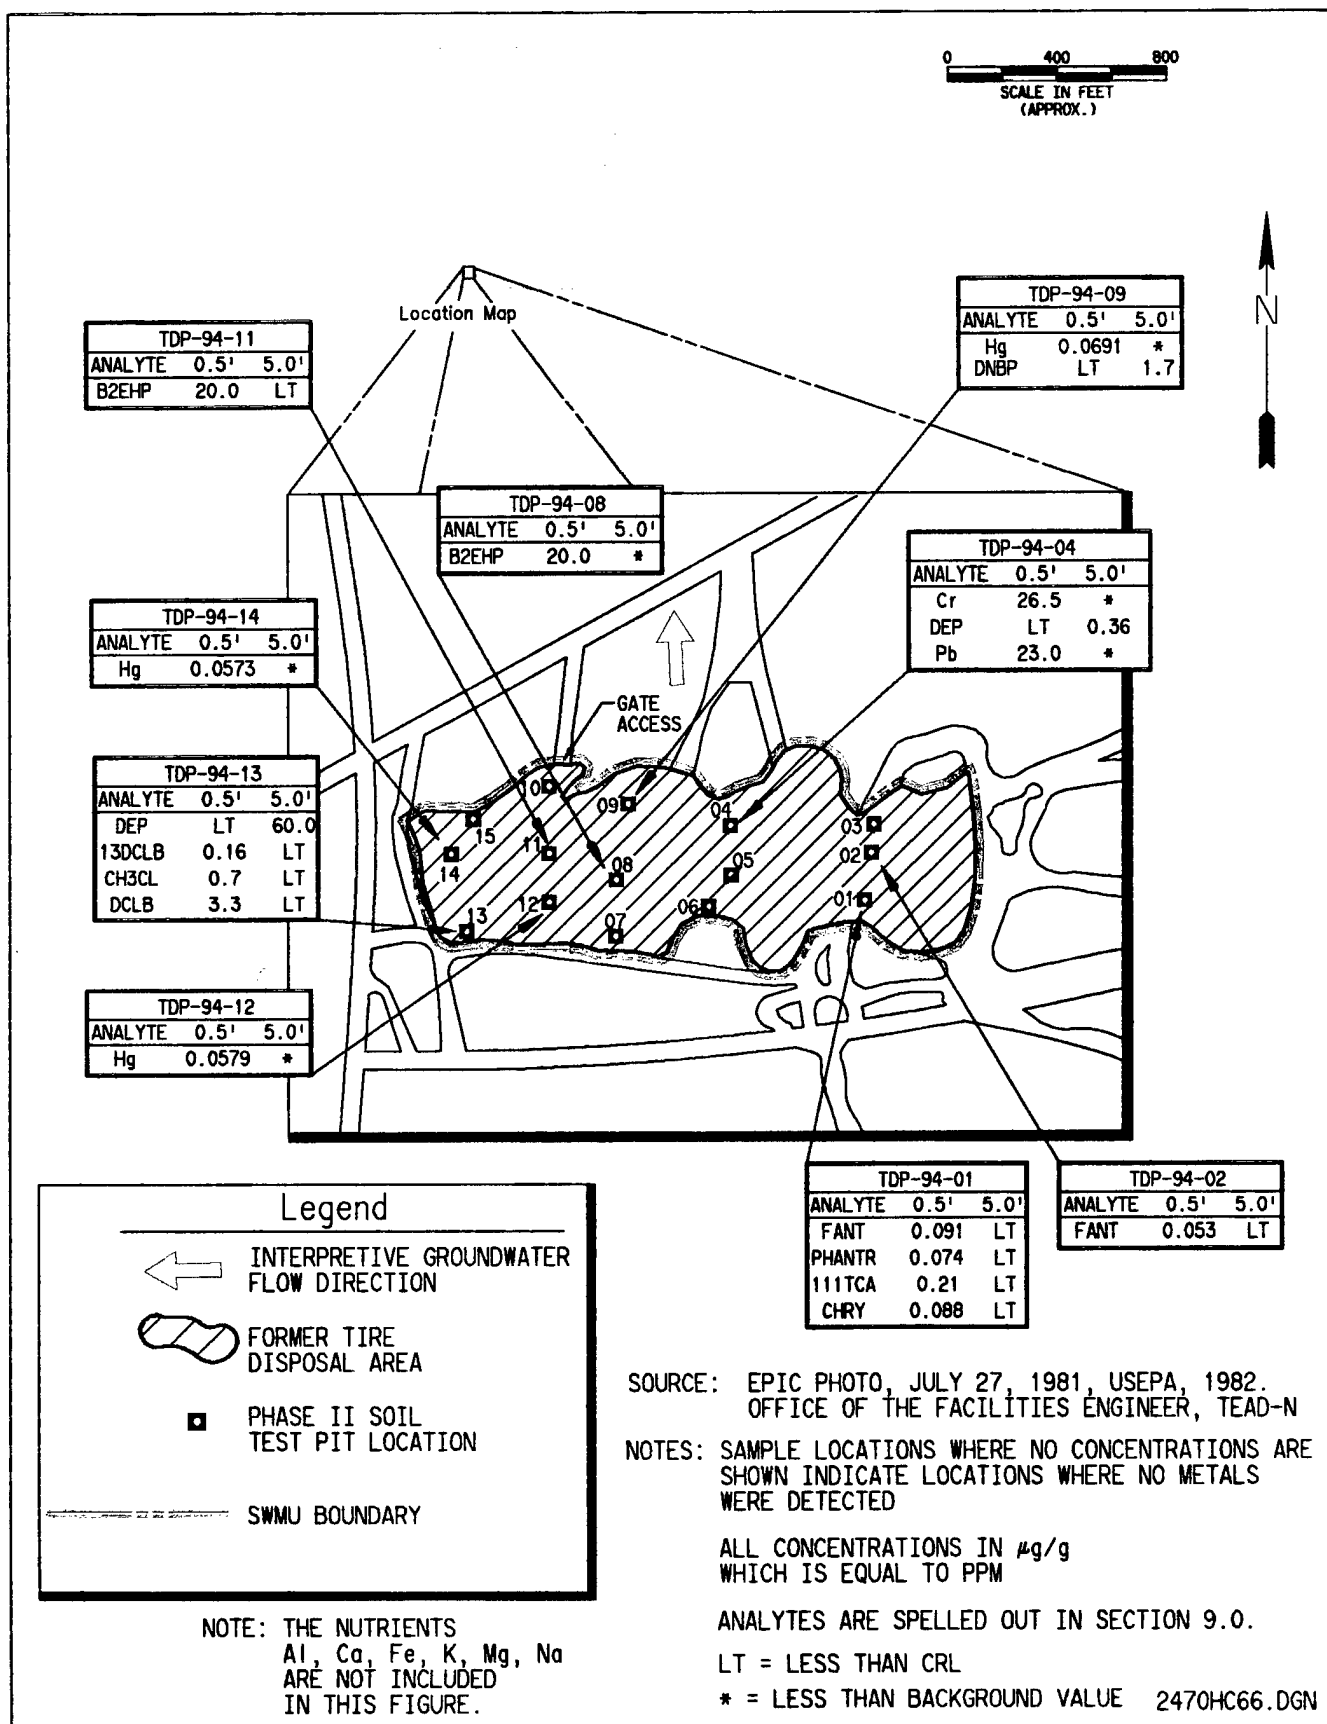 0 400 800
SCALE IN FEET
(APPROX.)
N
Location Map
TDP-94-09
ANALYTE 0.5' 5.0'
Hg 0.0691 *
DNBP LT 1.7
TDP-94-11
ANALYTE 0.5' 5.0'
B2EHP 20.0 LT
TDP-94-08
ANALYTE 0.5' 5.0'
B2EHP 20.0 *
TDP-94-04
ANALYTE 0.5' 5.0'
Cr 26.5 *
DEP LT 0.36
Pb 23.0 *
TDP-94-14
ANALYTE 0.5' 5.0'
Hg 0.0573 *
GATE
ACCESS
TDP-94-13
ANALYTE 0.5' 5.0'
DEP LT 60.0
13DCLB 0.16 LT
CH3CL 0.7 LT
DCLB 3.3 LT
10
09
04
03
15
14
11
08
05
02
12
13
07
06
01
TDP-94-12
ANALYTE 0.5' 5.0'
Hg 0.0579 *
TDP-94-01
ANALYTE 0.5' 5.0'
FANT 0.091 LT
PHANTR 0.074 LT
111TCA 0.21 LT
CHRY 0.088 LT
TDP-94-02
ANALYTE 0.5' 5.0'
FANT 0.053 LT
Legend
INTERPRETIVE GROUNDWATER
FLOW DIRECTION
FORMER TIRE
DISPOSAL AREA
PHASE II SOIL
TEST PIT LOCATION
SWMU BOUNDARY
NOTE: THE NUTRIENTS
Al, Ca, Fe, K, Mg, Na
ARE NOT INCLUDED
IN THIS FIGURE.
SOURCE: EPIC PHOTO, JULY 27, 1981, USEPA, 1982.
OFFICE OF THE FACILITIES ENGINEER, TEAD-N
NOTES: SAMPLE LOCATIONS WHERE NO CONCENTRATIONS ARE
SHOWN INDICATE LOCATIONS WHERE NO METALS
WERE DETECTED
ALL CONCENTRATIONS IN µg/g
WHICH IS EQUAL TO PPM
ANALYTES ARE SPELLED OUT IN SECTION 9.0.
LT = LESS THAN CRL
* = LESS THAN BACKGROUND VALUE 2470HC66.DGN